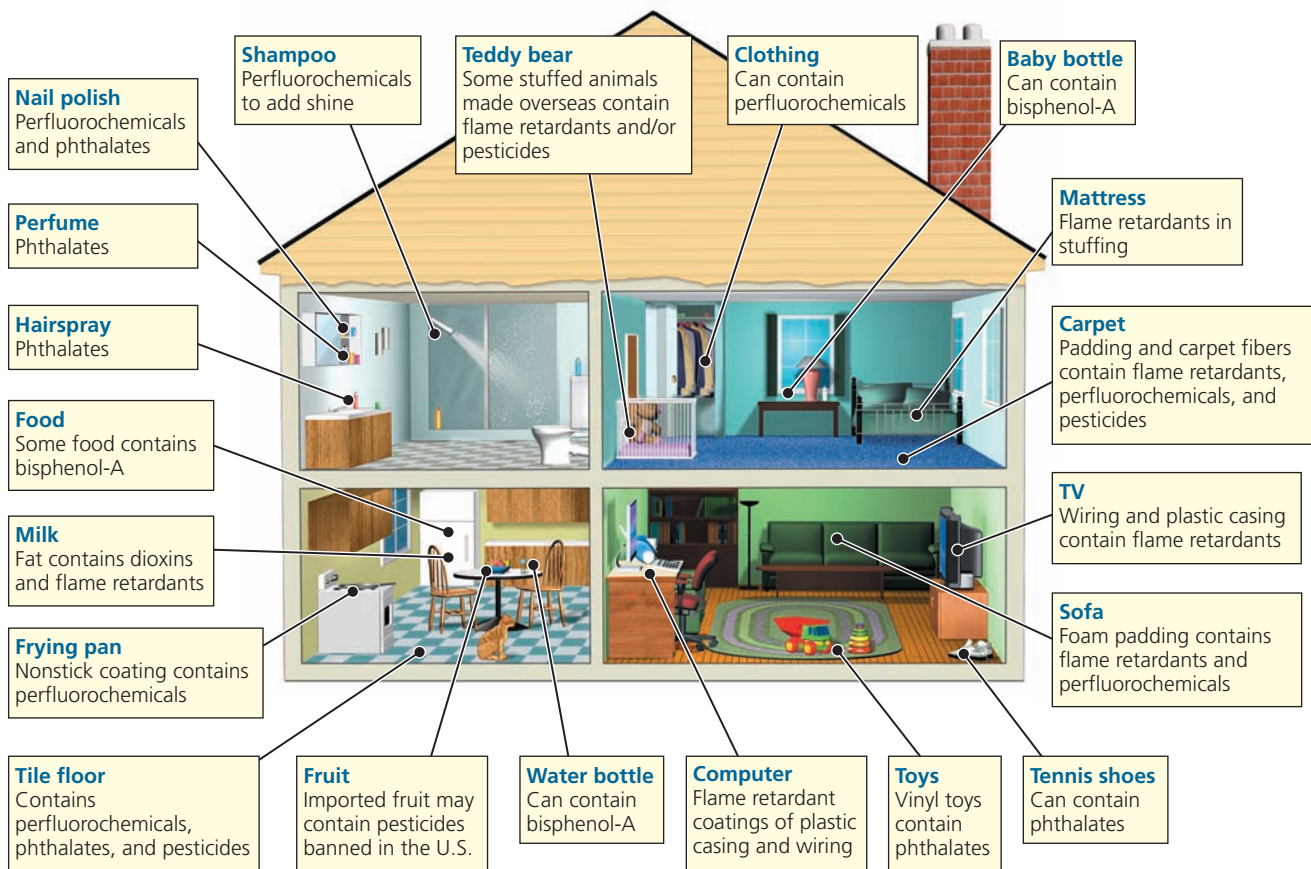 Shampoo
Perfluorochemicals
to add shine
Teddy bear
Some stuffed animals
made overseas contain
flame retardants and/or
pesticides
Clothing
Can contain
perfluorochemicals
Baby bottle
Can contain
bisphenol-A
Nail polish
Perfluorochemicals
and phthalates
Mattress
Flame retardants in
stuffing
Perfume
Phthalates
Hairspray
Phthalates
Carpet
Padding and carpet fibers
contain flame retardants,
perfluorochemicals, and
pesticides
Food
Some food contains
bisphenol-A
TV
Wiring and plastic casing
contain flame retardants
Milk
Fat contains dioxins
and flame retardants
Sofa
Foam padding contains
flame retardants and
perfluorochemicals
Frying pan
Nonstick coating contains
perfluorochemicals
Tile floor
Contains
perfluorochemicals,
phthalates, and pesticides
Fruit
Imported fruit may
contain pesticides
banned in the U.S.
Water bottle
Can contain
bisphenol-A
Computer
Flame retardant
coatings of plastic
casing and wiring
Toys
Vinyl toys
contain
phthalates
Tennis shoes
Can contain
phthalates